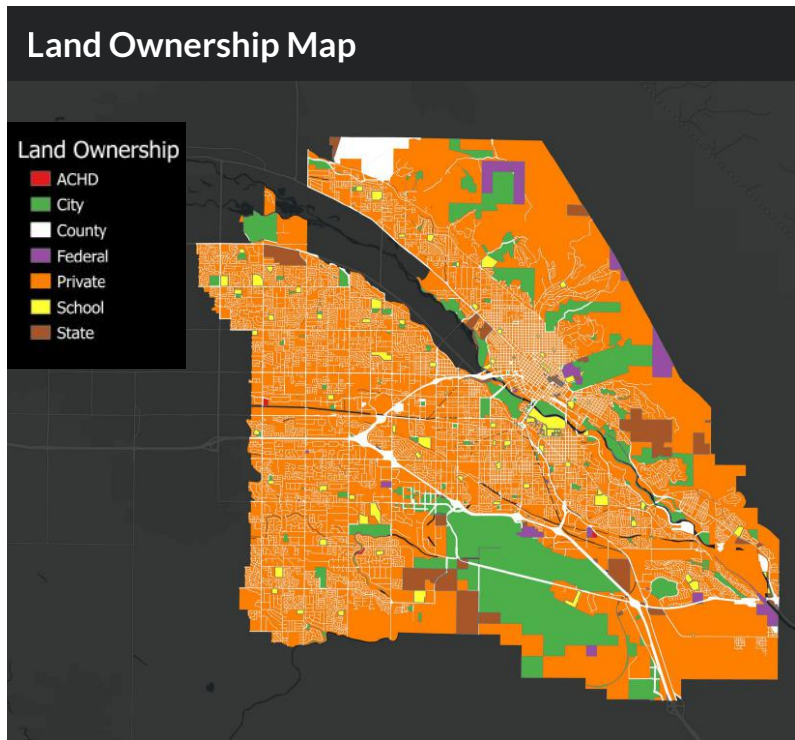 Land Ownership Map
Land Ownership
ACHD
City
County
Federal
Private
School
State